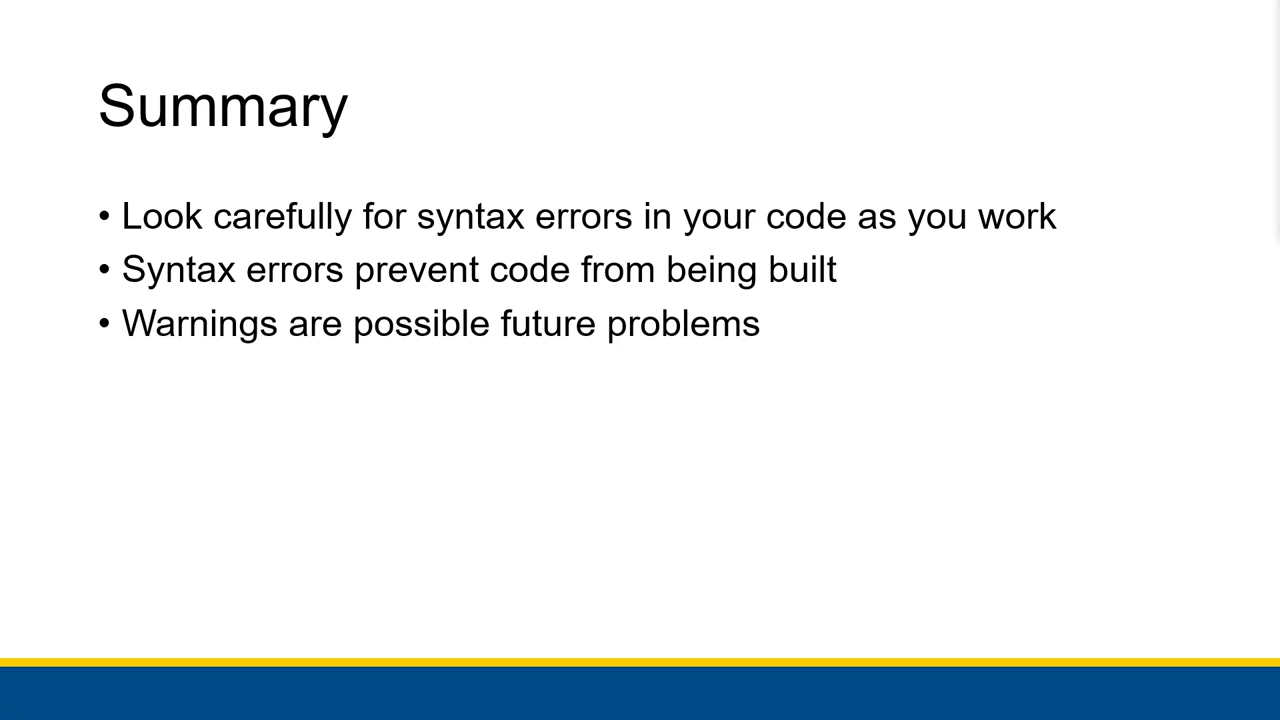 Summary
• Look carefully for syntax errors in your code as you work
• Syntax errors prevent code from being built
• Warnings are possible future problems